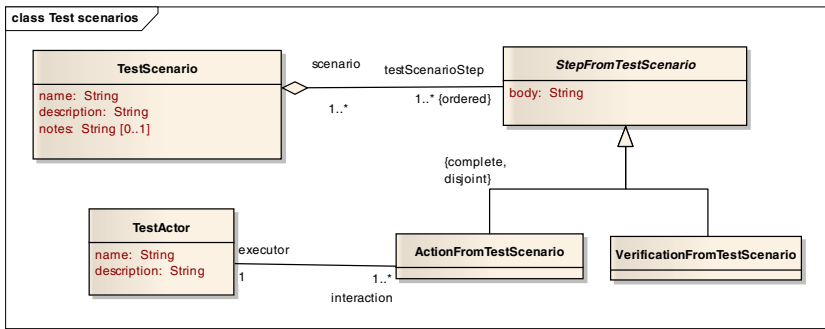 class Test scenarios
TestScenario
name: String
description: String
notes: String [0..1]
scenario
1..*
testScenarioStep
1..* {ordered}
StepFromTestScenario
body: String
{complete,
disjoint}
TestActor
name: String
description: String
executor
1
1..*
interaction
ActionFromTestScenario
VerificationFromTestScenario